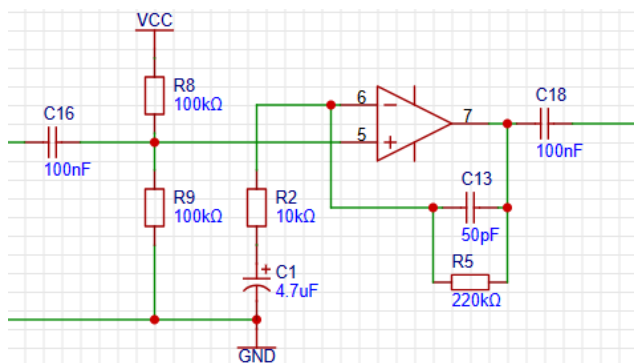 VCC
R8
100kΩ
C16
100nF
R9
100kΩ
R2
10kΩ
C1
4.7uF
+
GND
6
5
7
−
+
C18
100nF
C13
50pF
R5
220kΩ